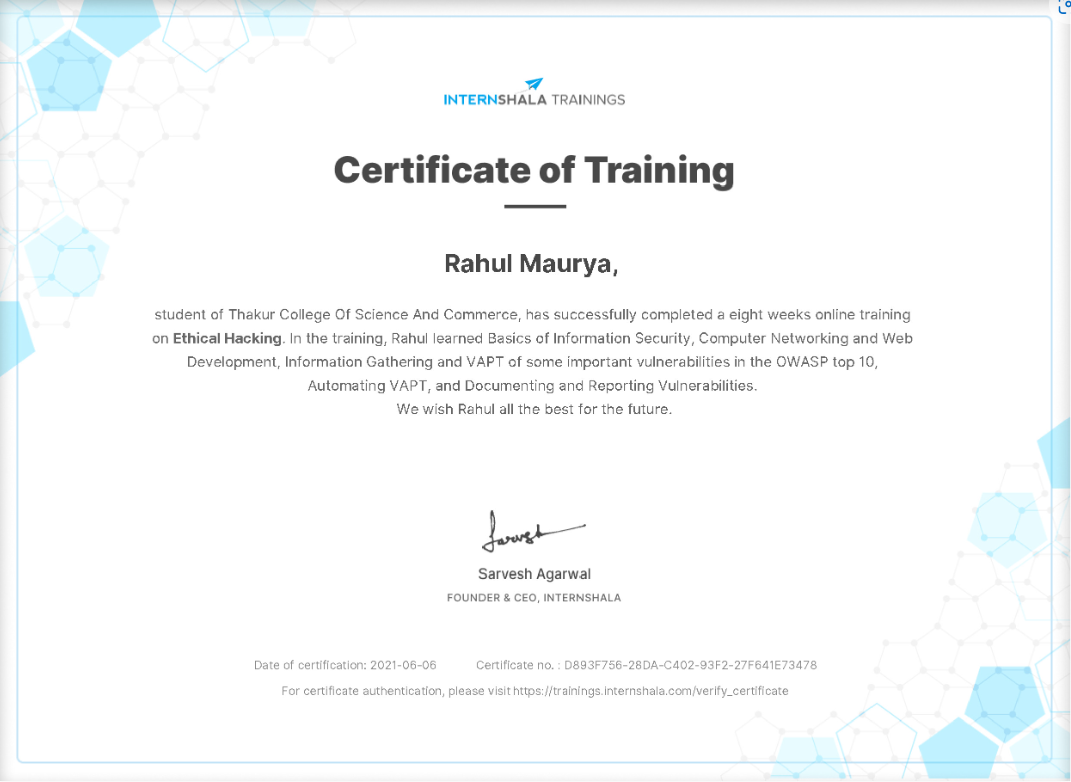 INTERNSHALA TRAININGS
Certificate of Training
Rahul Maurya,
student of Thakur College Of Science And Commerce, has successfully completed a eight weeks online training
on Ethical Hacking. In the training, Rahul learned Basics of Information Security, Computer Networking and Web
Development, Information Gathering and VAPT of some important vulnerabilities in the OWASP top 10,
Automating VAPT, and Documenting and Reporting Vulnerabilities.
We wish Rahul all the best for the future.
Sarvesh
Sarvesh Agarwal
FOUNDER & CEO, INTERNSHALA
Date of certification: 2021-06-06 Certificate no. : D893F756-28DA-C402-93F2-27F641E73478
For certificate authentication, please visit https://trainings.internshala.com/verify_certificate